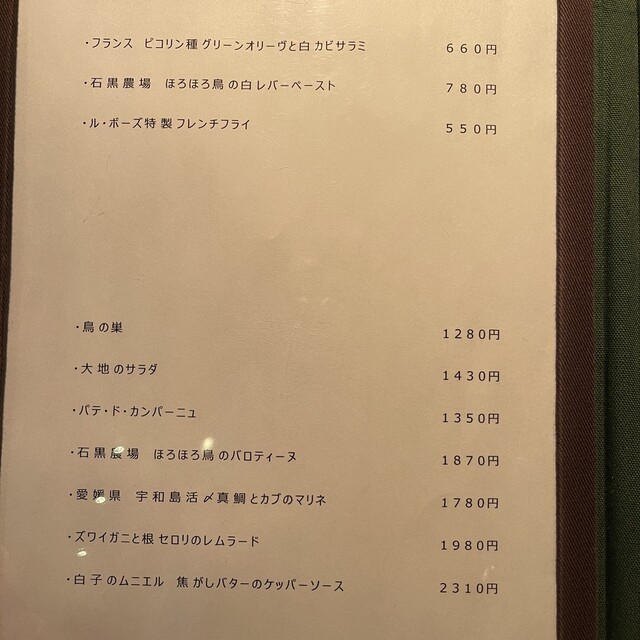 ・フランス ピコリン種 グリーンオリーヴと白カビサラミ 660円
・石黒農場 ほろほろ鳥の白レバーペースト 780円
・ル・ボーズ特製フレンチフライ 550円
・鳥の巣 1280円
・大地のサラダ 1430円
・パテ・ド・カンパーニュ 1350円
・石黒農場 ほろほろ鳥のバロティーヌ 1870円
・愛媛県 宇和島活〆真鯛とカブのマリネ 1780円
・ズワイガニと根セロリのレムラード 1980円
・白子のムニエル 焦がしバターのケッパーソース 2310円